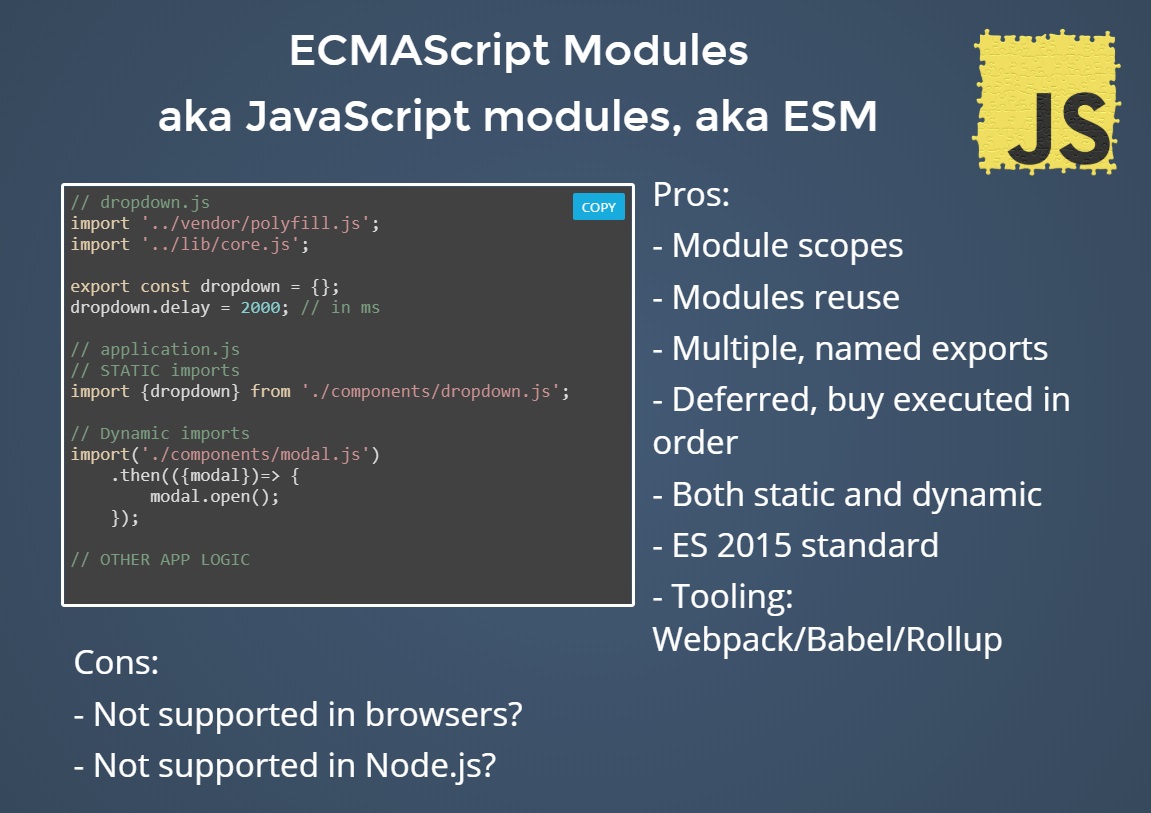 ECMAScript Modules
aka JavaScript modules, aka ESM
JS
// dropdown.js
COPY
import '../vendor/polyfill.js';
import '../lib/core.js';
export const dropdown = {};
dropdown.delay = 2000; // in ms
// application.js
// STATIC imports
import {dropdown} from './components/dropdown.js';
// Dynamic imports
import('./components/modal.js')
.then(({modal})=> {
modal.open();
});
// OTHER APP LOGIC
Pros:
- Module scopes
- Modules reuse
- Multiple, named exports
- Deferred, buy executed in
order
- Both static and dynamic
- ES 2015 standard
- Tooling:
Webpack/Babel/Rollup
Cons:
- Not supported in browsers?
- Not supported in Node.js?